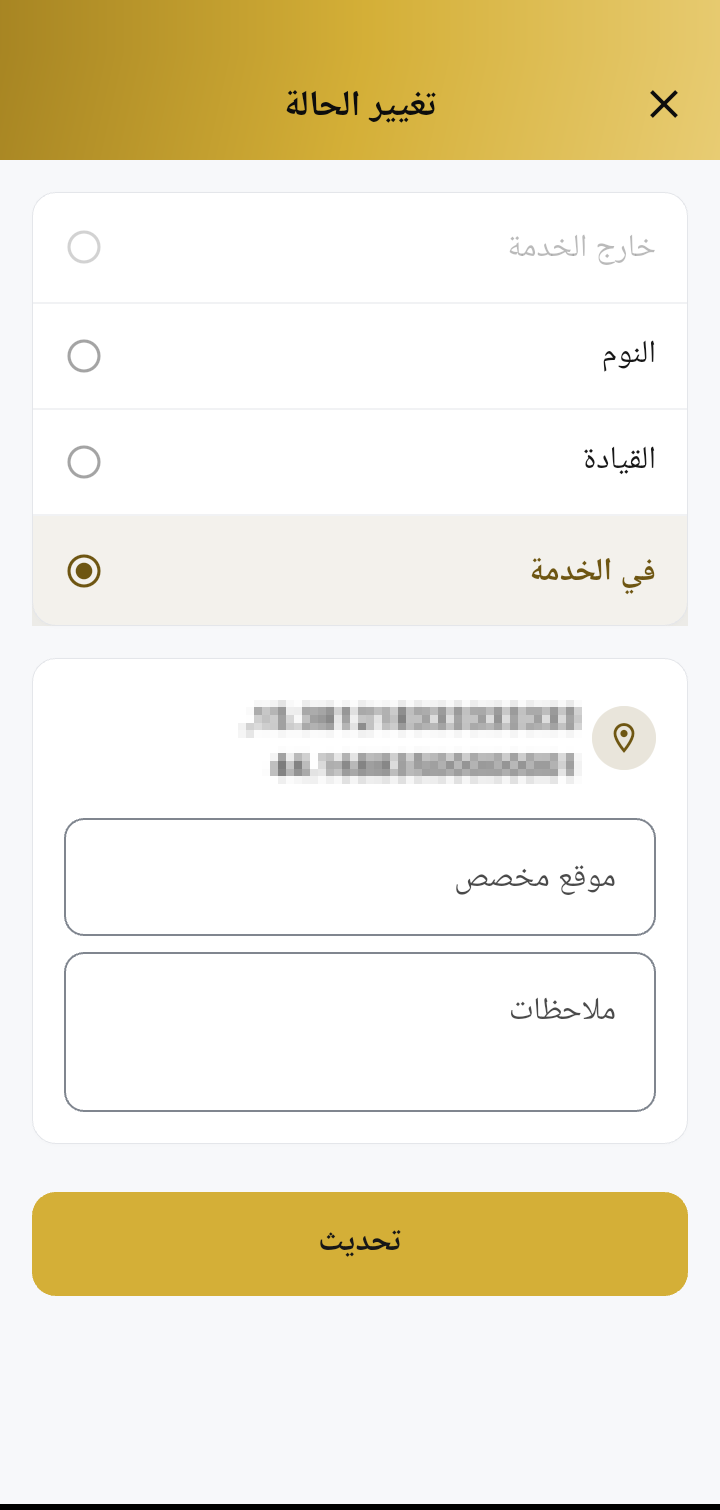 تغيير الحالة
خارج الخدمة
النوم
القيادة
في الخدمة
موقع مخصص
ملاحظات
تحديث